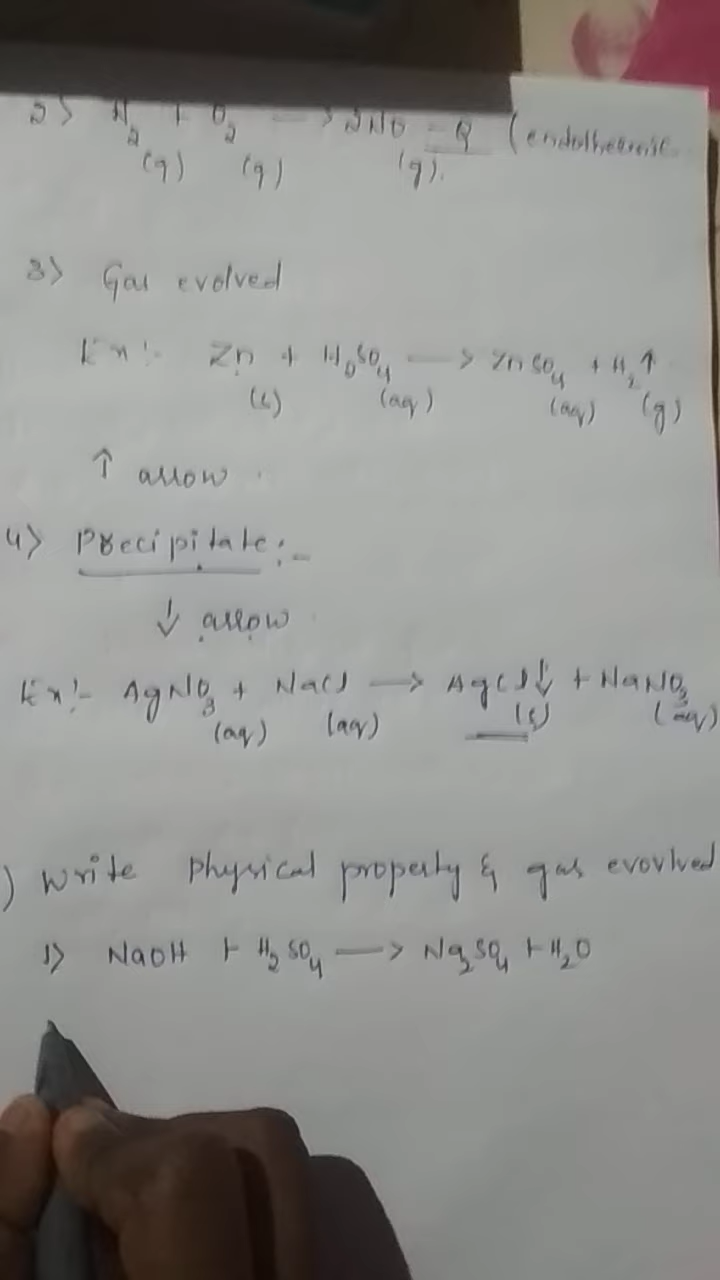 2) N2 + O2 → 2NO - Q (endothermic
(g) (g) (g).
3) Gas evolved
Ex:- Zn + H2SO4 → ZnSO4 + H2↑
(s) (aq) (aq) (g)
↑ arrow.
4) Precipitate:-
↓ arrow.
Ex:- AgNO3 + NaCl → AgCl↓ + NaNO3
(aq) (aq) (s) (aq)
) Write physical property & gas evovlved
1) NaOH + H2SO4 → Na2SO4 + H2O